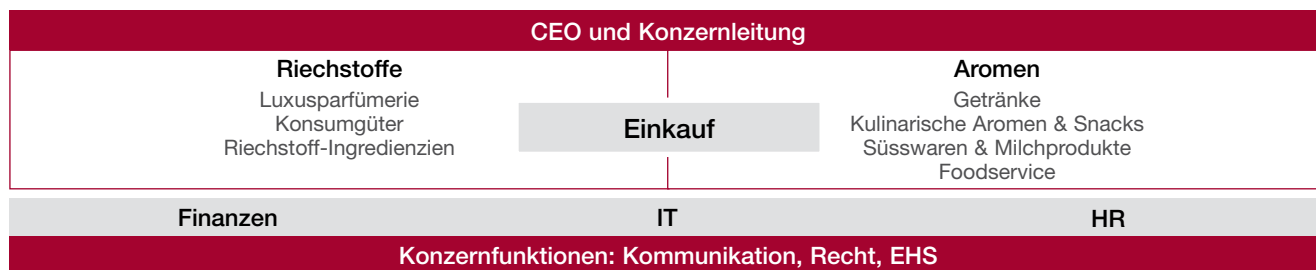 CEO und Konzernleitung
Riechstoffe
Luxusparfümerie
Konsumgüter
Riechstoff-Ingredienzien
Einkauf
Aromen
Getränke
Kulinarische Aromen & Snacks
Süsswaren & Milchprodukte
Foodservice
Finanzen IT HR
Konzernfunktionen: Kommunikation, Recht, EHS